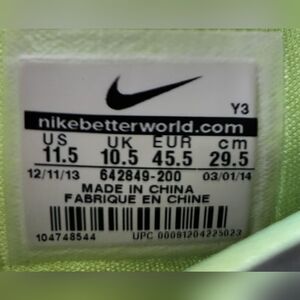 Y3
nikebetterworld.com
US UK EUR cm
11.5 10.5 45.5 29.5
12/11/13 642849-200 03/01/14
MADE IN CHINA
FABRIQUE EN CHINE
104748544 UPC 00091204225023